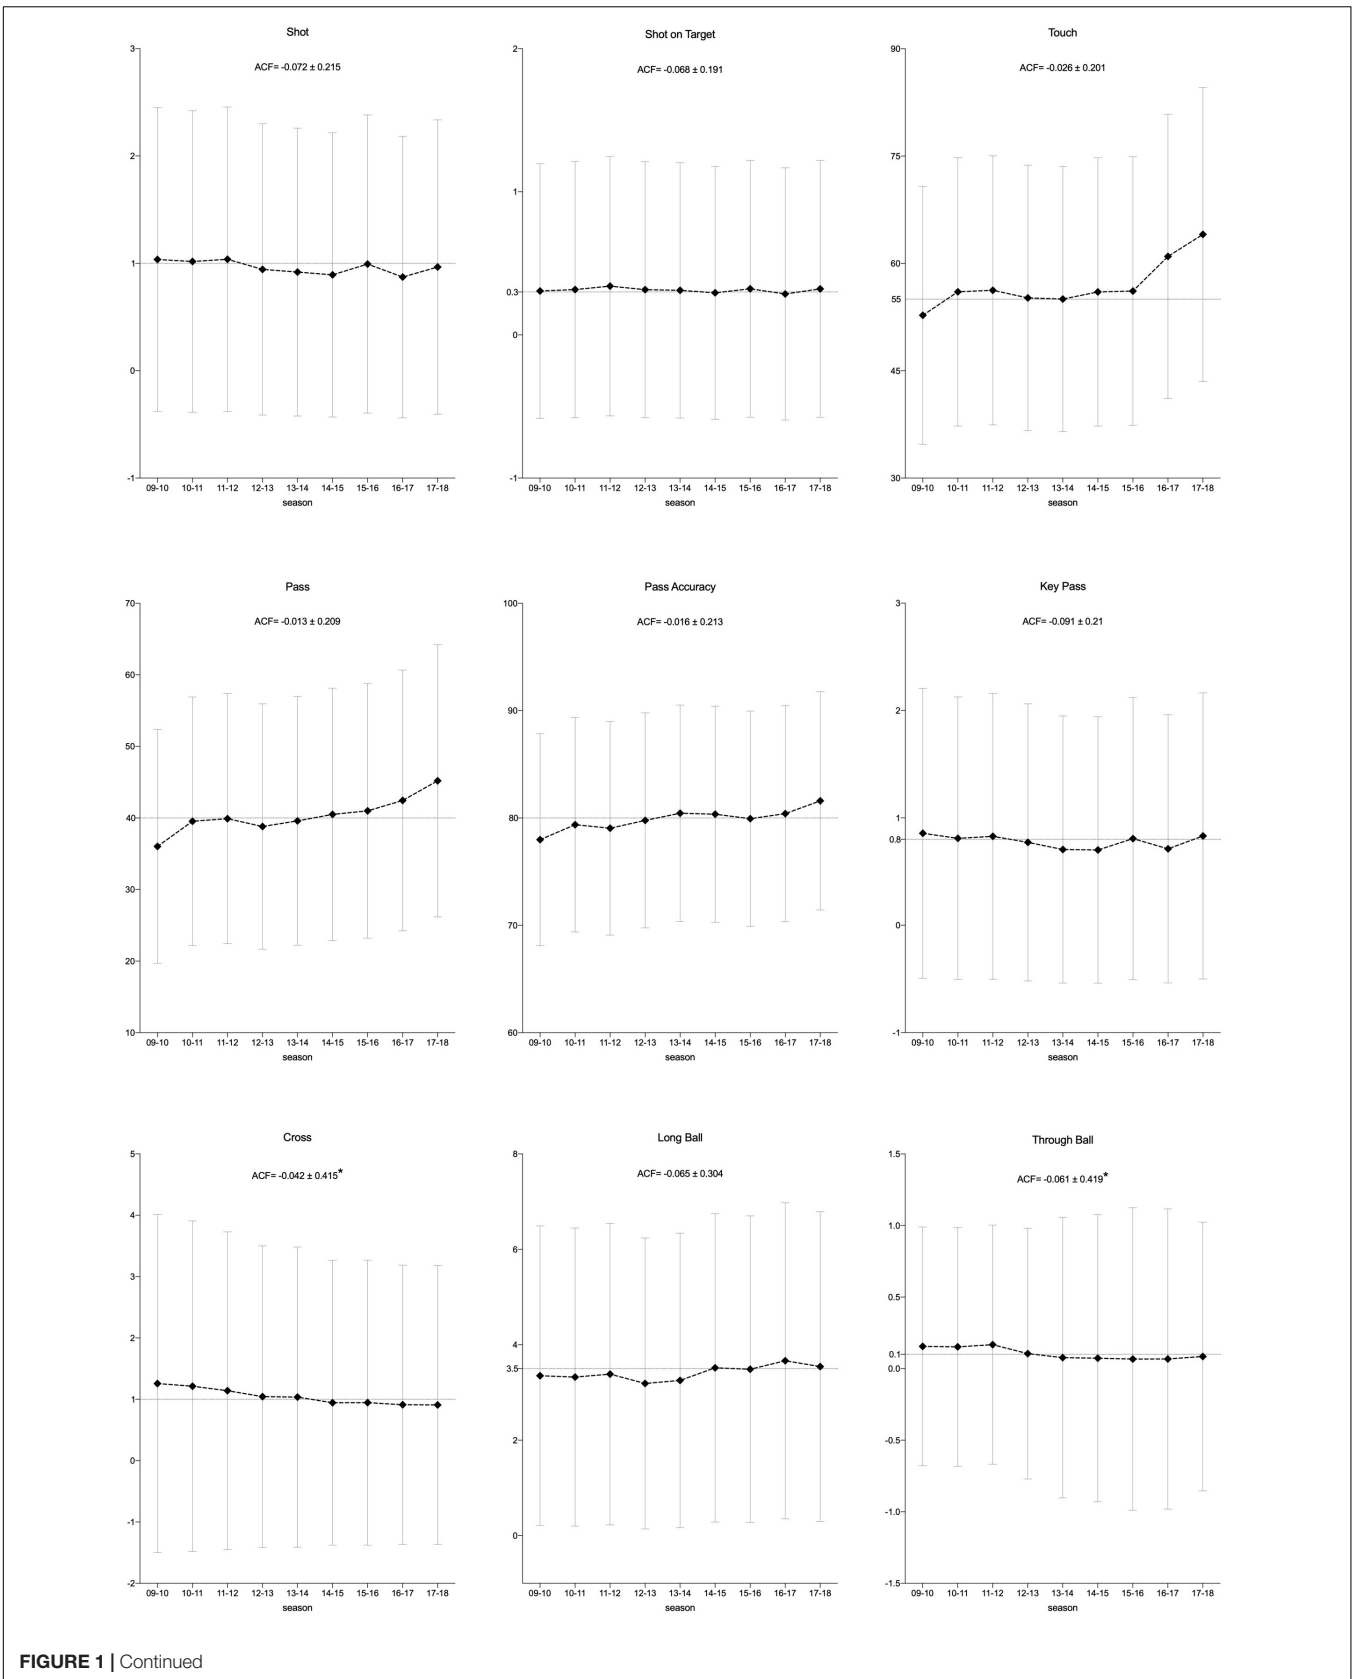 Shot
ACF= -0.072 ± 0.215
3
2
1
0
-1
09-10 10-11 11-12 12-13 13-14 14-15 15-16 16-17 17-18
season
Shot on Target
ACF= -0.068 ± 0.191
2
1
0.3
0
-1
09-10 10-11 11-12 12-13 13-14 14-15 15-16 16-17 17-18
season
Touch
ACF= -0.026 ± 0.201
90
75
60
55
45
30
09-10 10-11 11-12 12-13 13-14 14-15 15-16 16-17 17-18
season
Pass
ACF= -0.013 ± 0.209
70
60
50
40
30
20
10
09-10 10-11 11-12 12-13 13-14 14-15 15-16 16-17 17-18
season
Pass Accuracy
ACF= -0.016 ± 0.213
100
90
80
70
60
09-10 10-11 11-12 12-13 13-14 14-15 15-16 16-17 17-18
season
Key Pass
ACF= -0.091 ± 0.21
3
2
1
0.8
0
-1
09-10 10-11 11-12 12-13 13-14 14-15 15-16 16-17 17-18
season
Cross
ACF= -0.042 ± 0.415*
5
4
3
2
1
0
-1
-2
09-10 10-11 11-12 12-13 13-14 14-15 15-16 16-17 17-18
season
Long Ball
ACF= -0.065 ± 0.304
8
6
4
3.5
2
0
09-10 10-11 11-12 12-13 13-14 14-15 15-16 16-17 17-18
season
Through Ball
ACF= -0.061 ± 0.419*
1.5
1.0
0.5
0.1
0.0
-0.5
-1.0
-1.5
09-10 10-11 11-12 12-13 13-14 14-15 15-16 16-17 17-18
season
FIGURE 1 | Continued